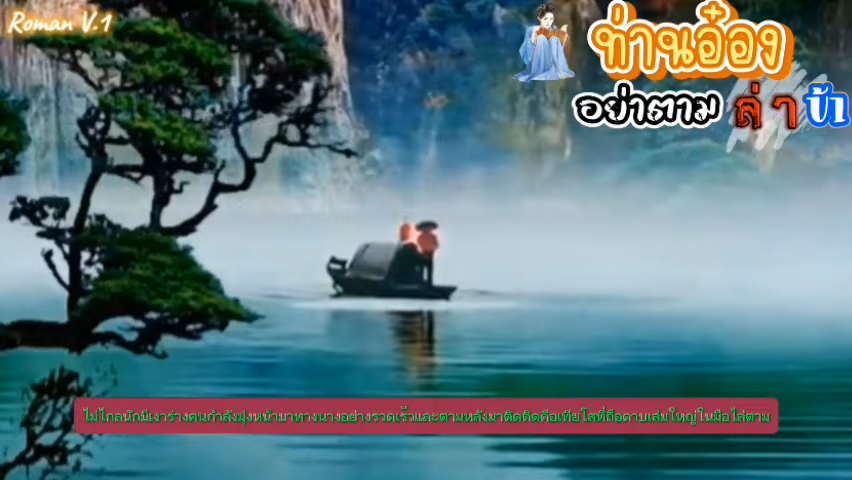 Roman V.1
ท่านอ๋อง
อย่าตาม ล่า ข้า
ไม่ไกลนักมีเงาร่างคนกำลังมุ่งหน้ามาทางนางอย่างรวดเร็วและตามหลังมาติดติดคือเทียโสที่ถือดาบเล่มใหญ่ในมือไล่ตาม